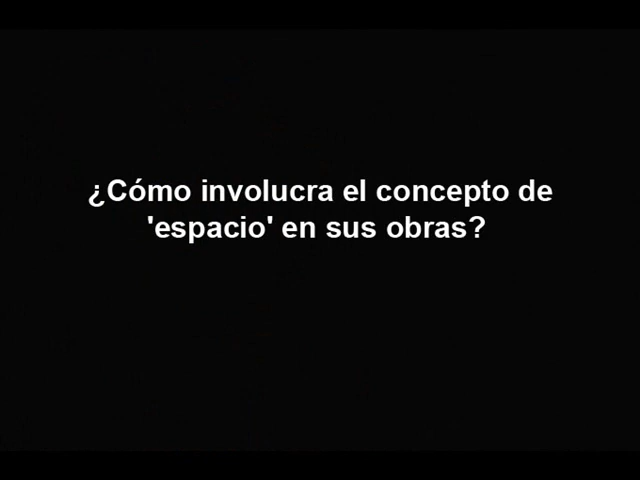 ¿Cómo involucra el concepto de
'espacio' en sus obras?